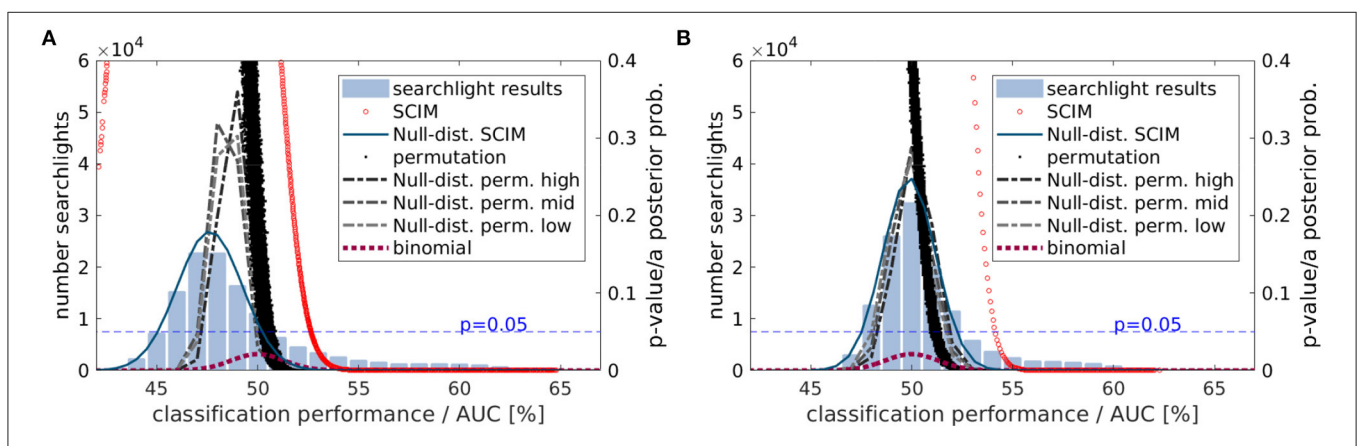 A
×10⁴
6
5
4
3
2
1
0
number searchlights
searchlight results
SCIM
Null-dist. SCIM
permutation
Null-dist. perm. high
Null-dist. perm. mid
Null-dist. perm. low
binomial
p=0.05
0.4
0.3
0.2
0.1
0
p-value/a posterior prob.
45 50 55 60 65
classification performance / AUC [%]
B
×10⁴
6
5
4
3
2
1
0
number searchlights
searchlight results
SCIM
Null-dist. SCIM
permutation
Null-dist. perm. high
Null-dist. perm. mid
Null-dist. perm. low
binomial
p=0.05
0.4
0.3
0.2
0.1
0
p-value/a posterior prob.
45 50 55 60 65
classification performance / AUC [%]